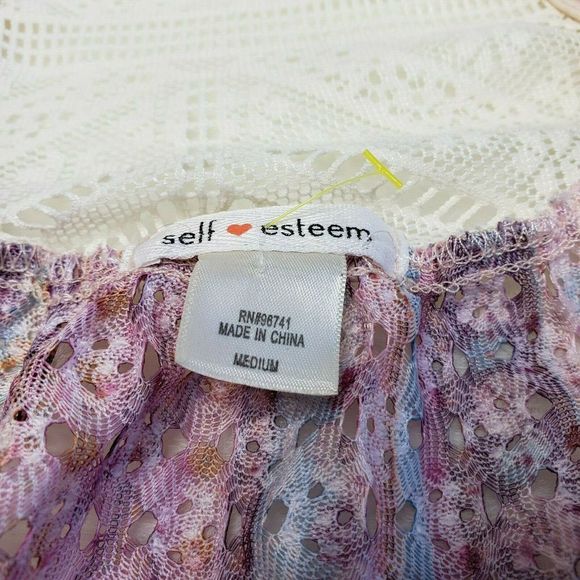 self ♥ esteem
RN#96741
MADE IN CHINA
MEDIUM